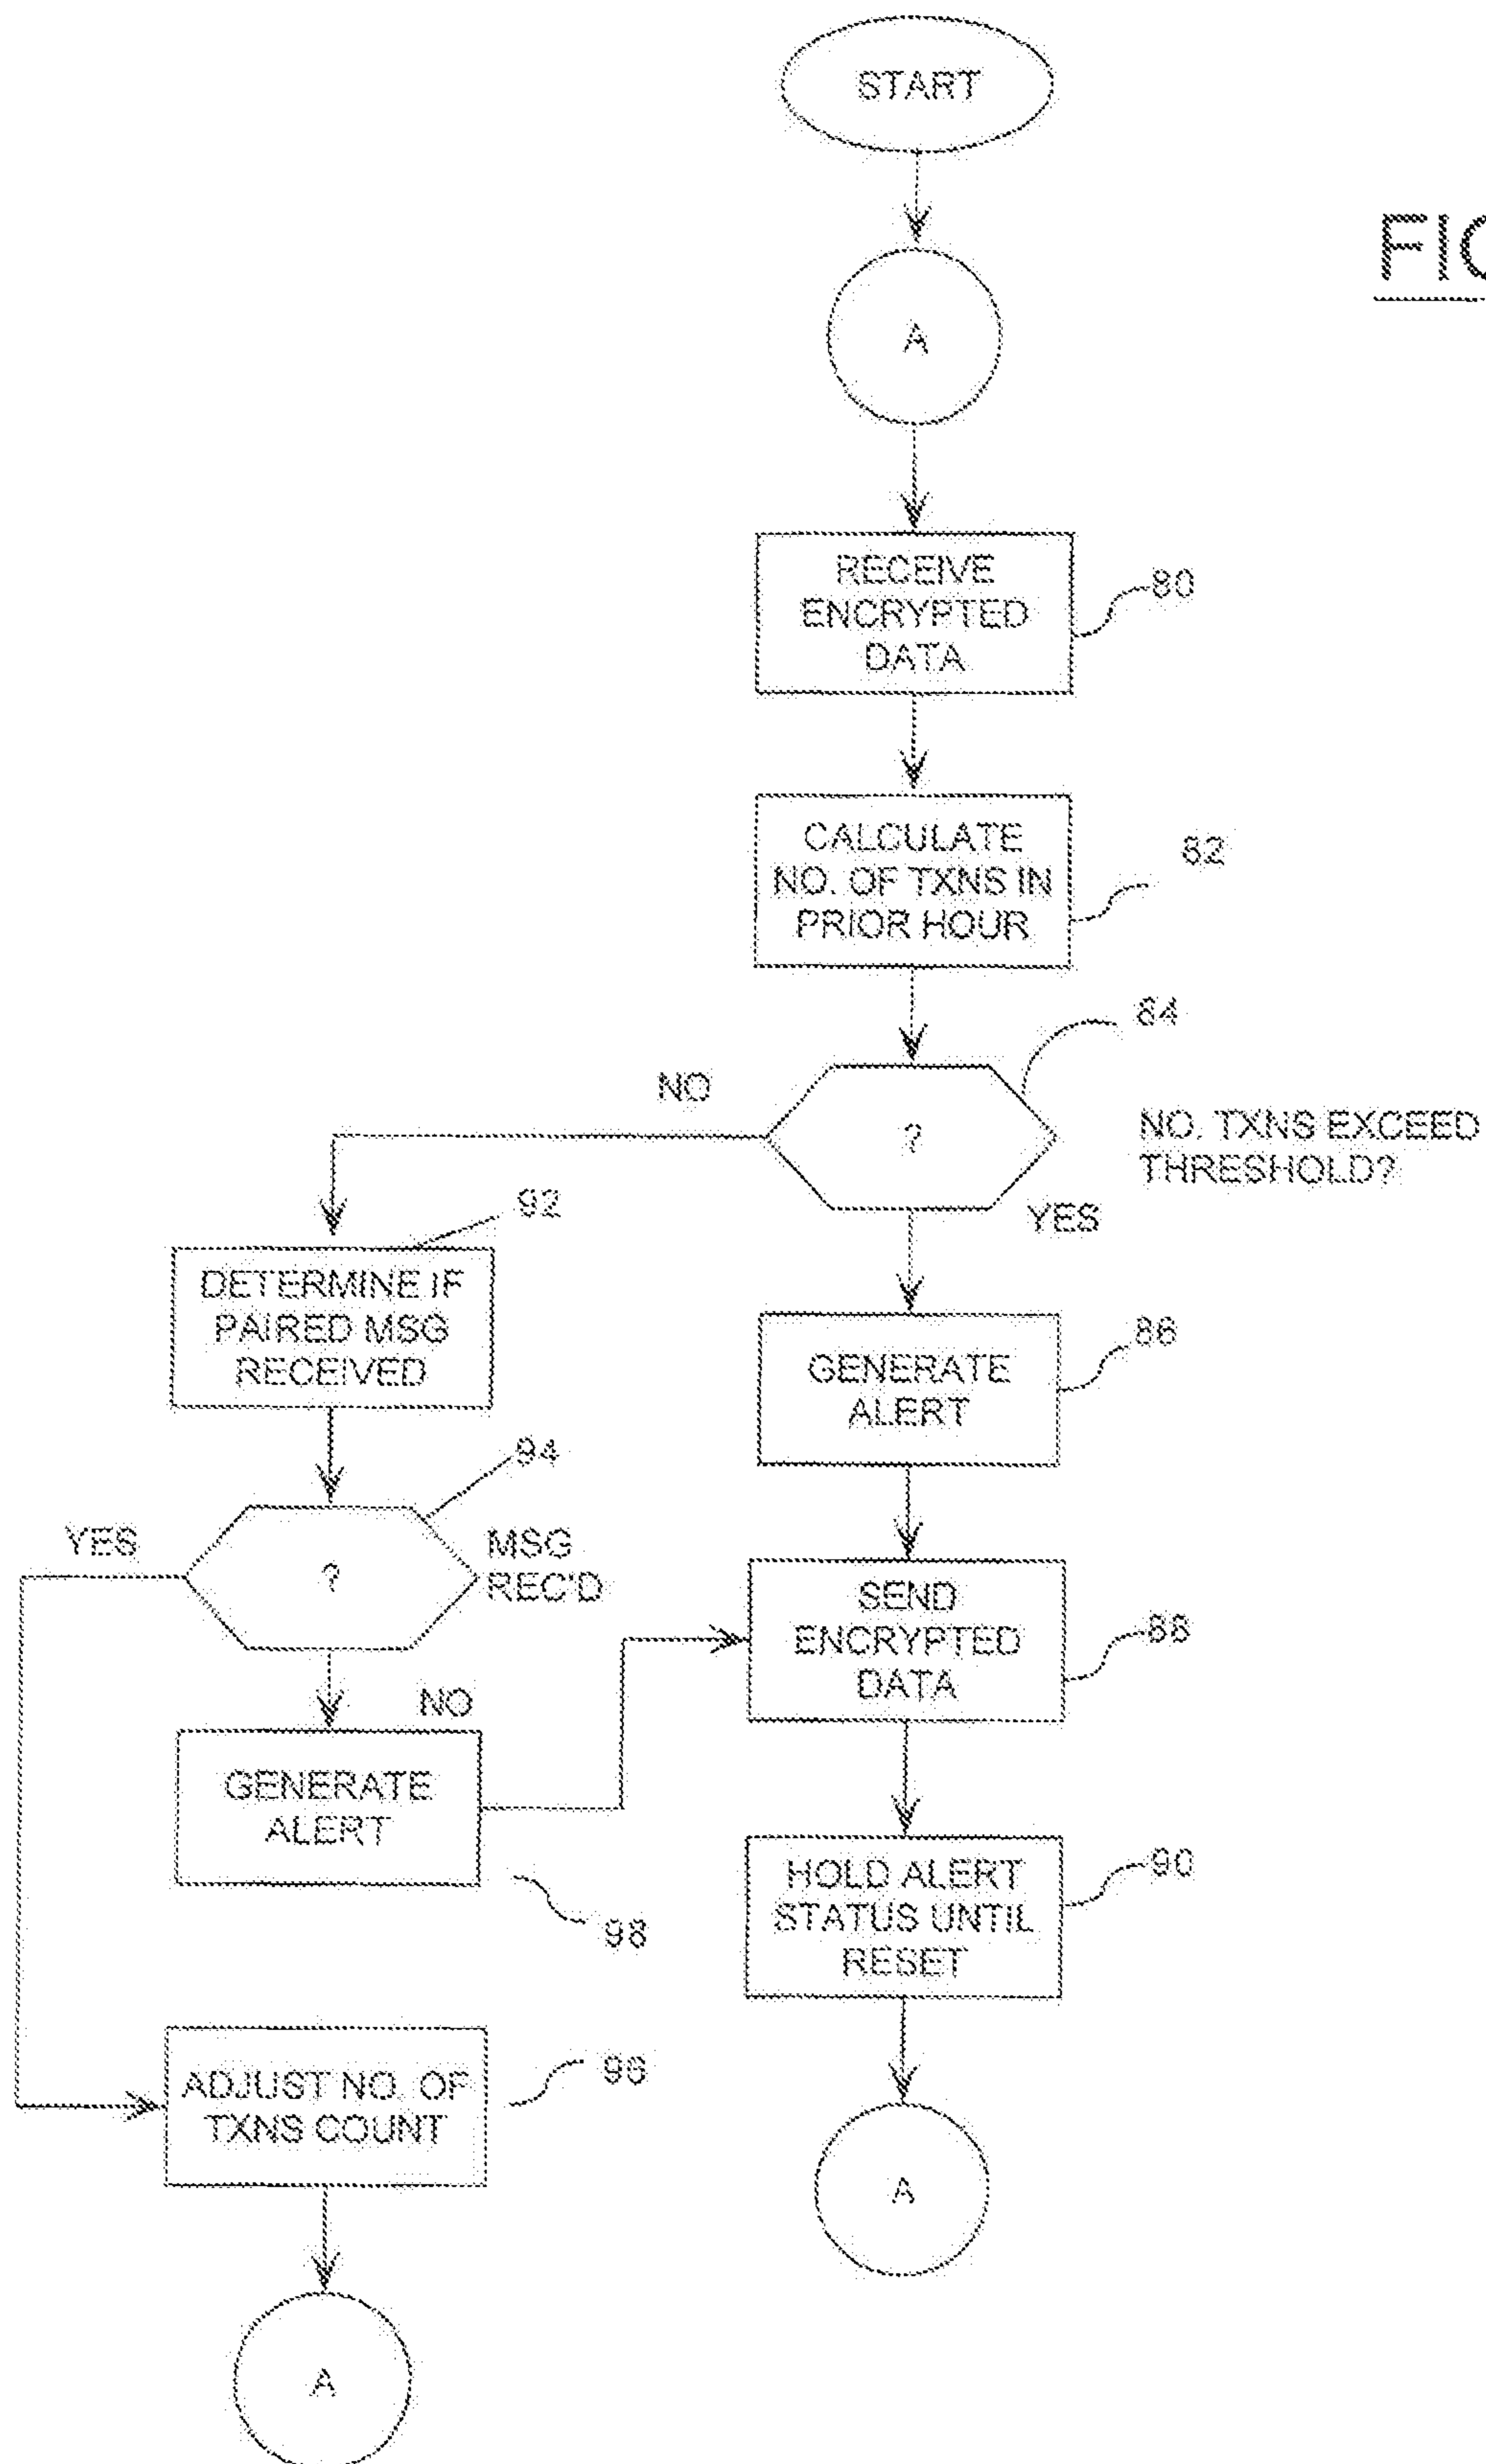 START
FIG
A
RECEIVE
ENCRYPTED
DATA
80
CALCULATE
NO. OF TXNS IN
PRIOR HOUR
82
84
NO
?
NO. TXNS EXCEED
THRESHOLD?
YES
92
DETERMINE IF
PAIRED MSG
RECEIVED
86
GENERATE
ALERT
94
YES
?
MSG
REC'D
SEND
ENCRYPTED
DATA
88
NO
GENERATE
ALERT
98
HOLD ALERT
STATUS UNTIL
RESET
90
ADJUST NO. OF
TXNS COUNT
96
A
A